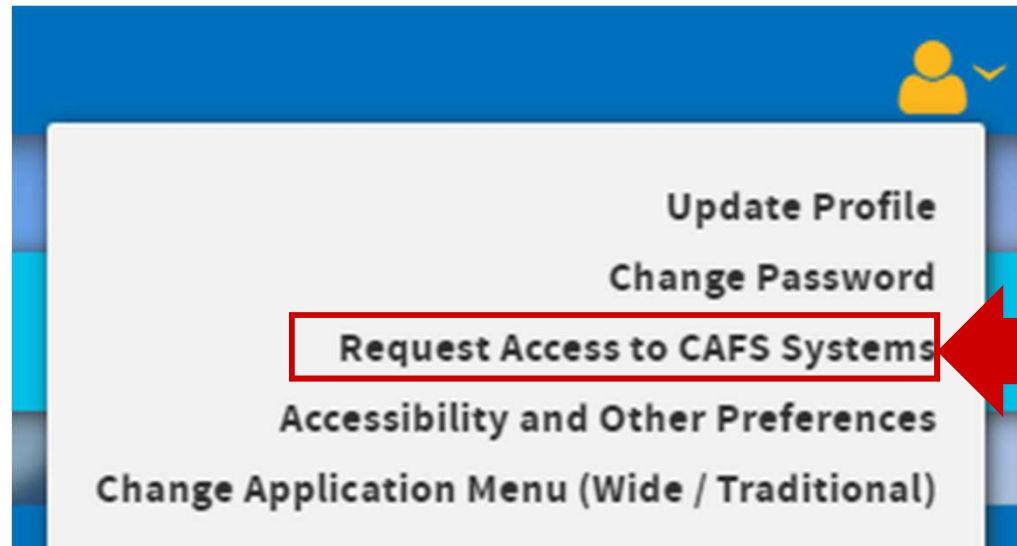 Update Profile
Change Password
Request Access to CAFS Systems
Accessibility and Other Preferences
Change Application Menu (Wide / Traditional)